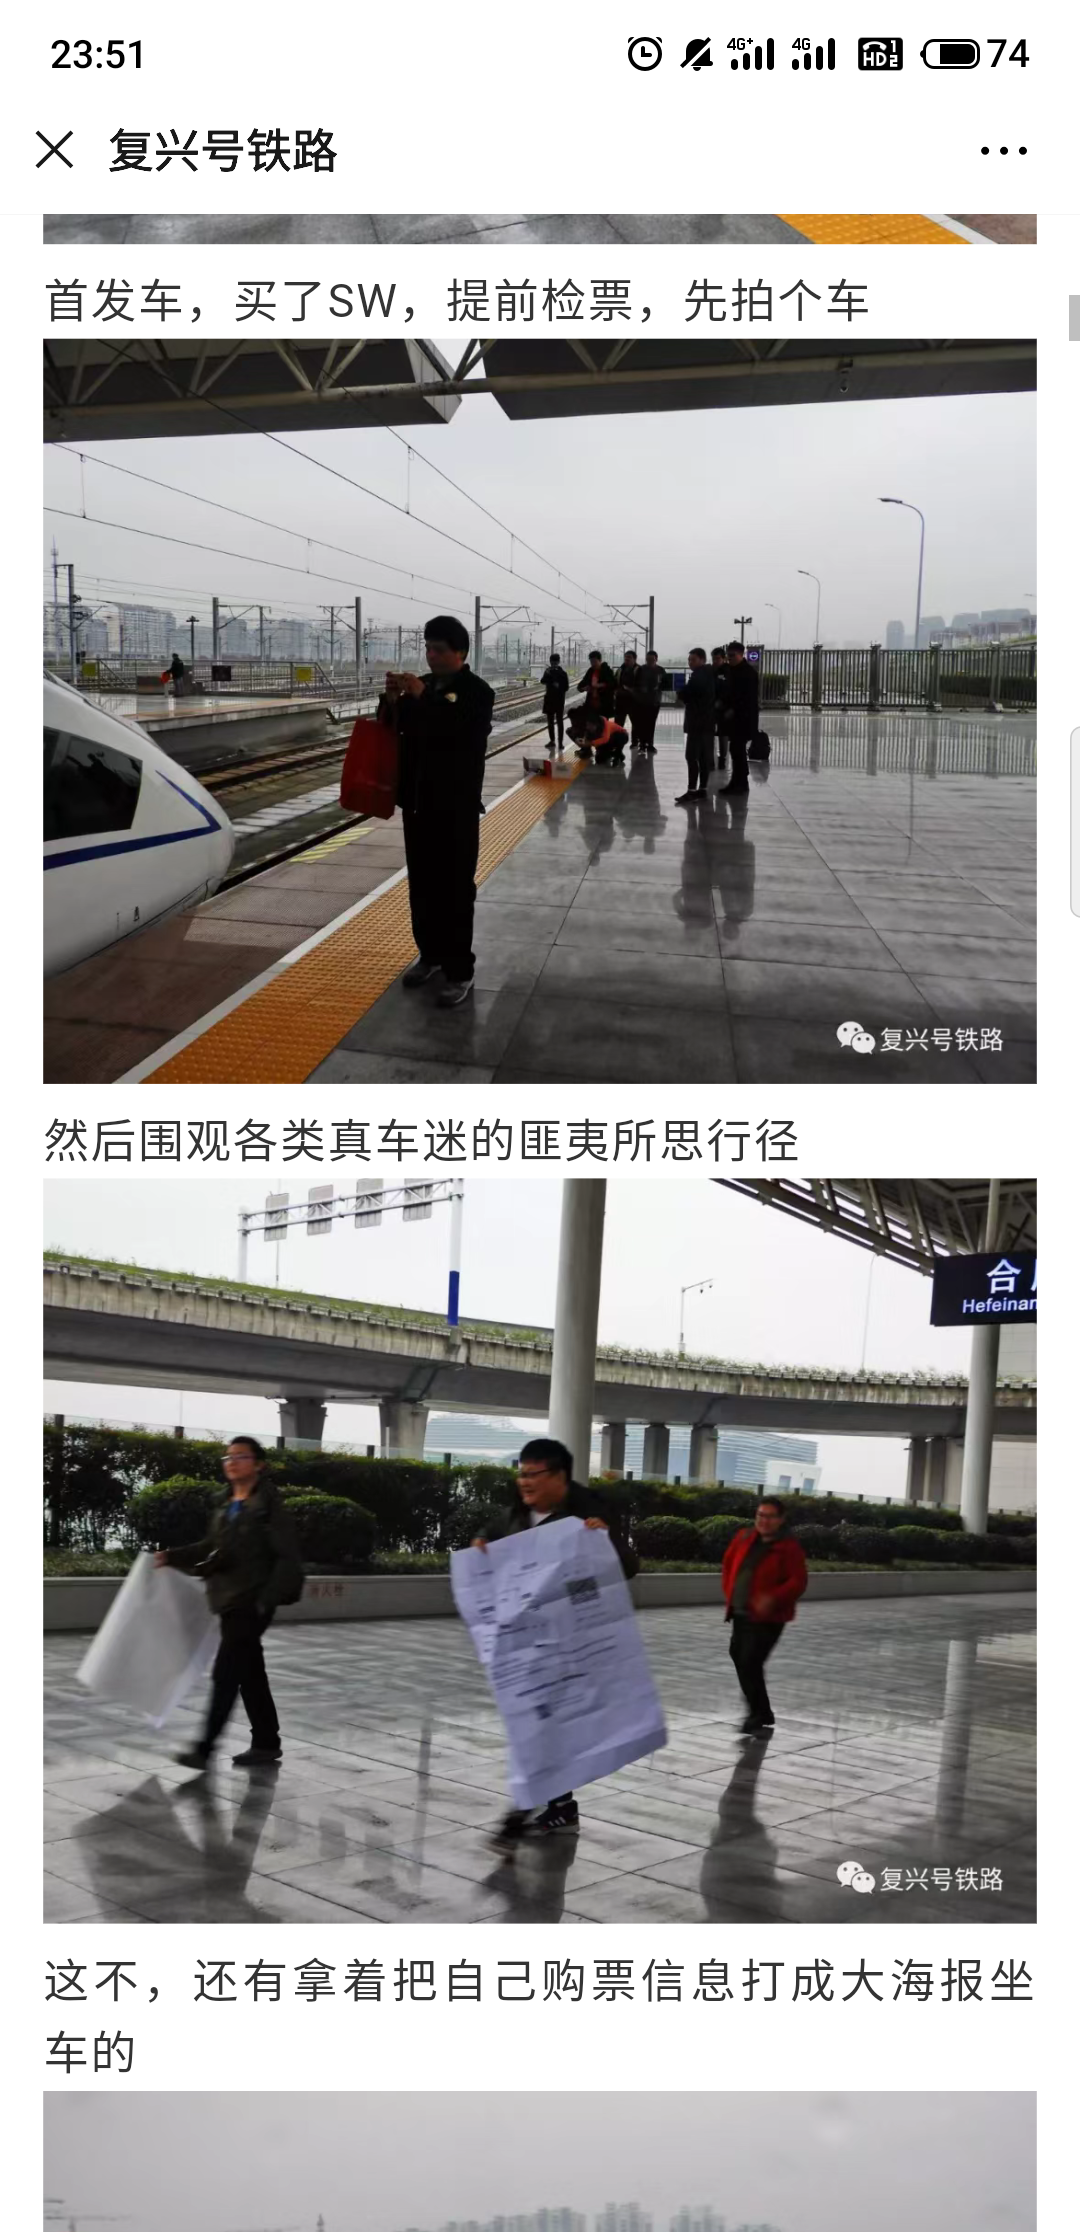 23:51
4G+
4G
HD 1 2
74
复兴号铁路
首发车，买了SW，提前检票，先拍个车
复兴号铁路
然后围观各类真车迷的匪夷所思行径
合
Hefeinan
复兴号铁路
这不，还有拿着把自己购票信息打成大海报坐
车的